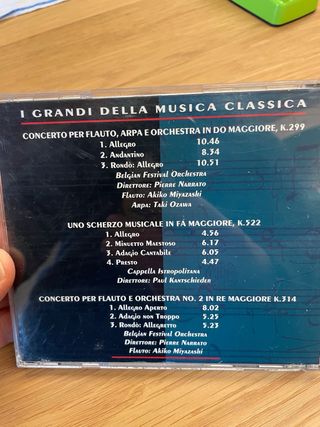 I GRANDI DELLA MUSICA CLASSICA
CONCERTO PER FLAUTO, ARPA E ORCHESTRA IN DO MAGGIORE, K.299
1. Allegro 10.46
2. Andantino 8.34
3. Rondò: Allegro 10.51
Belgian Festival Orchestra
Direttore: Pierre Narrato
Flauto: Akiko Miyazashi
Arpa: Taki Ozawa
UNO SCHERZO MUSICALE IN FÁ MAGGIORE, K.522
1. Allegro 4.56
2. Minuetto Maestoso 6.17
3. Adagio Cantabile 6.05
4. Presto 4.47
Cappella Istropolitana
Direttore: Paul Kantschieder
CONCERTO PER FLAUTO E ORCHESTRA NO. 2 IN RE MAGGIORE K.314
1. Allegro Aperto 8.02
2. Adagio non Troppo 5.25
3. Rondò: Allegretto 5.23
Belgian Festival Orchestra
Direttore: Pierre Narrato
Flauto: Akiko Miyazashi